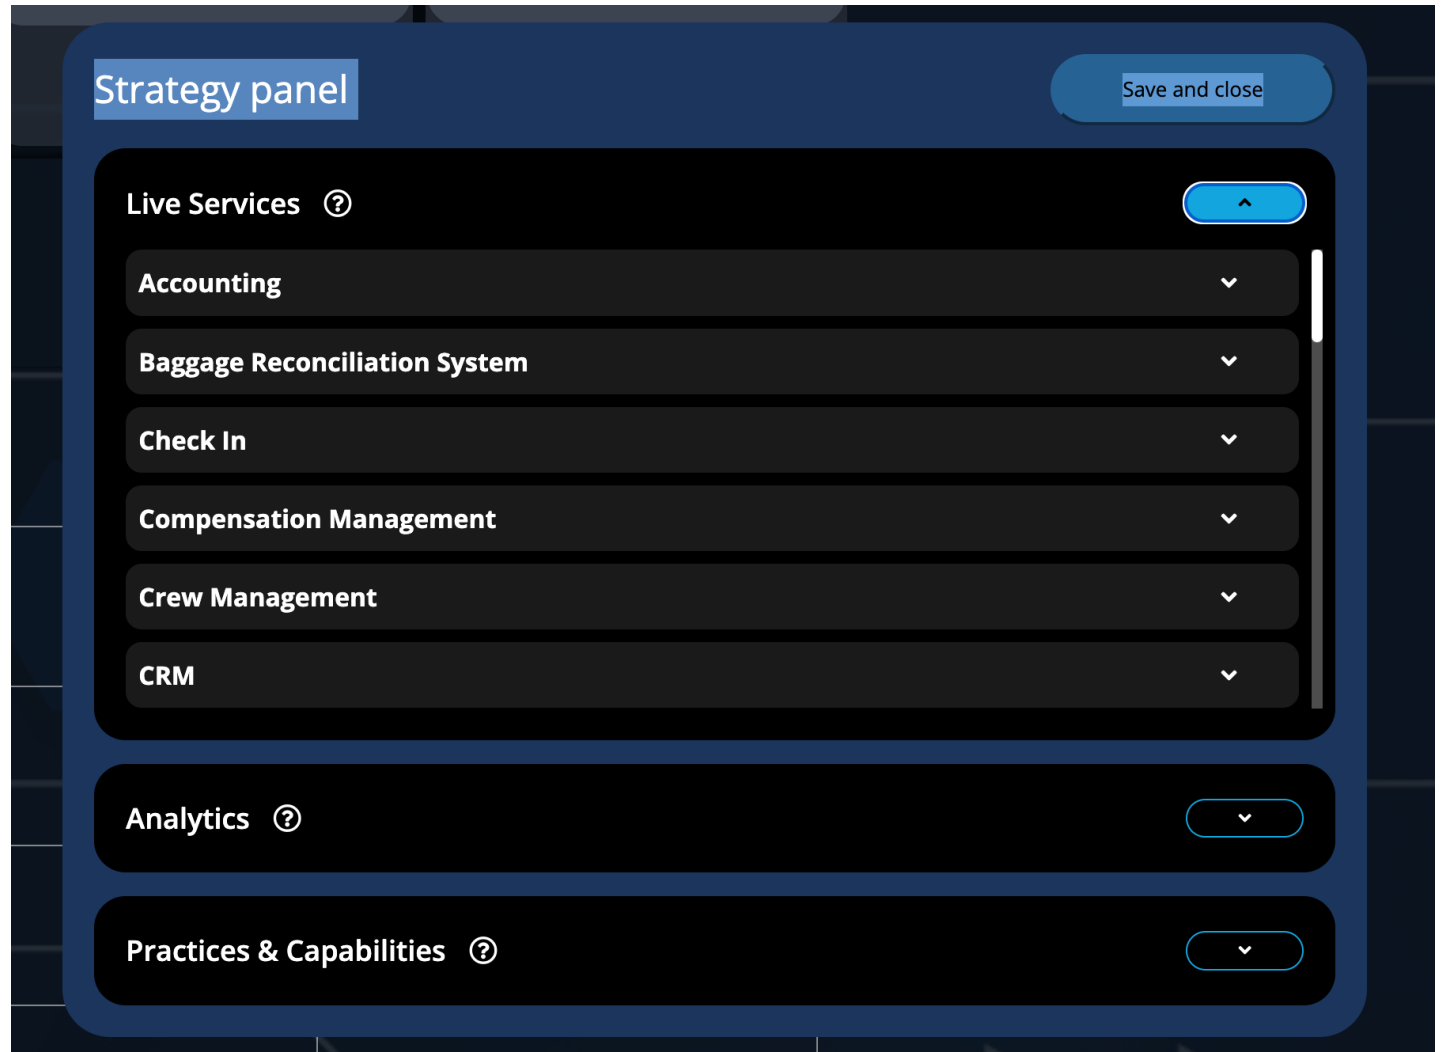 Strategy panel
Save and close
Live Services
Accounting
Baggage Reconciliation System
Check In
Compensation Management
Crew Management
CRM
Analytics
Practices & Capabilities